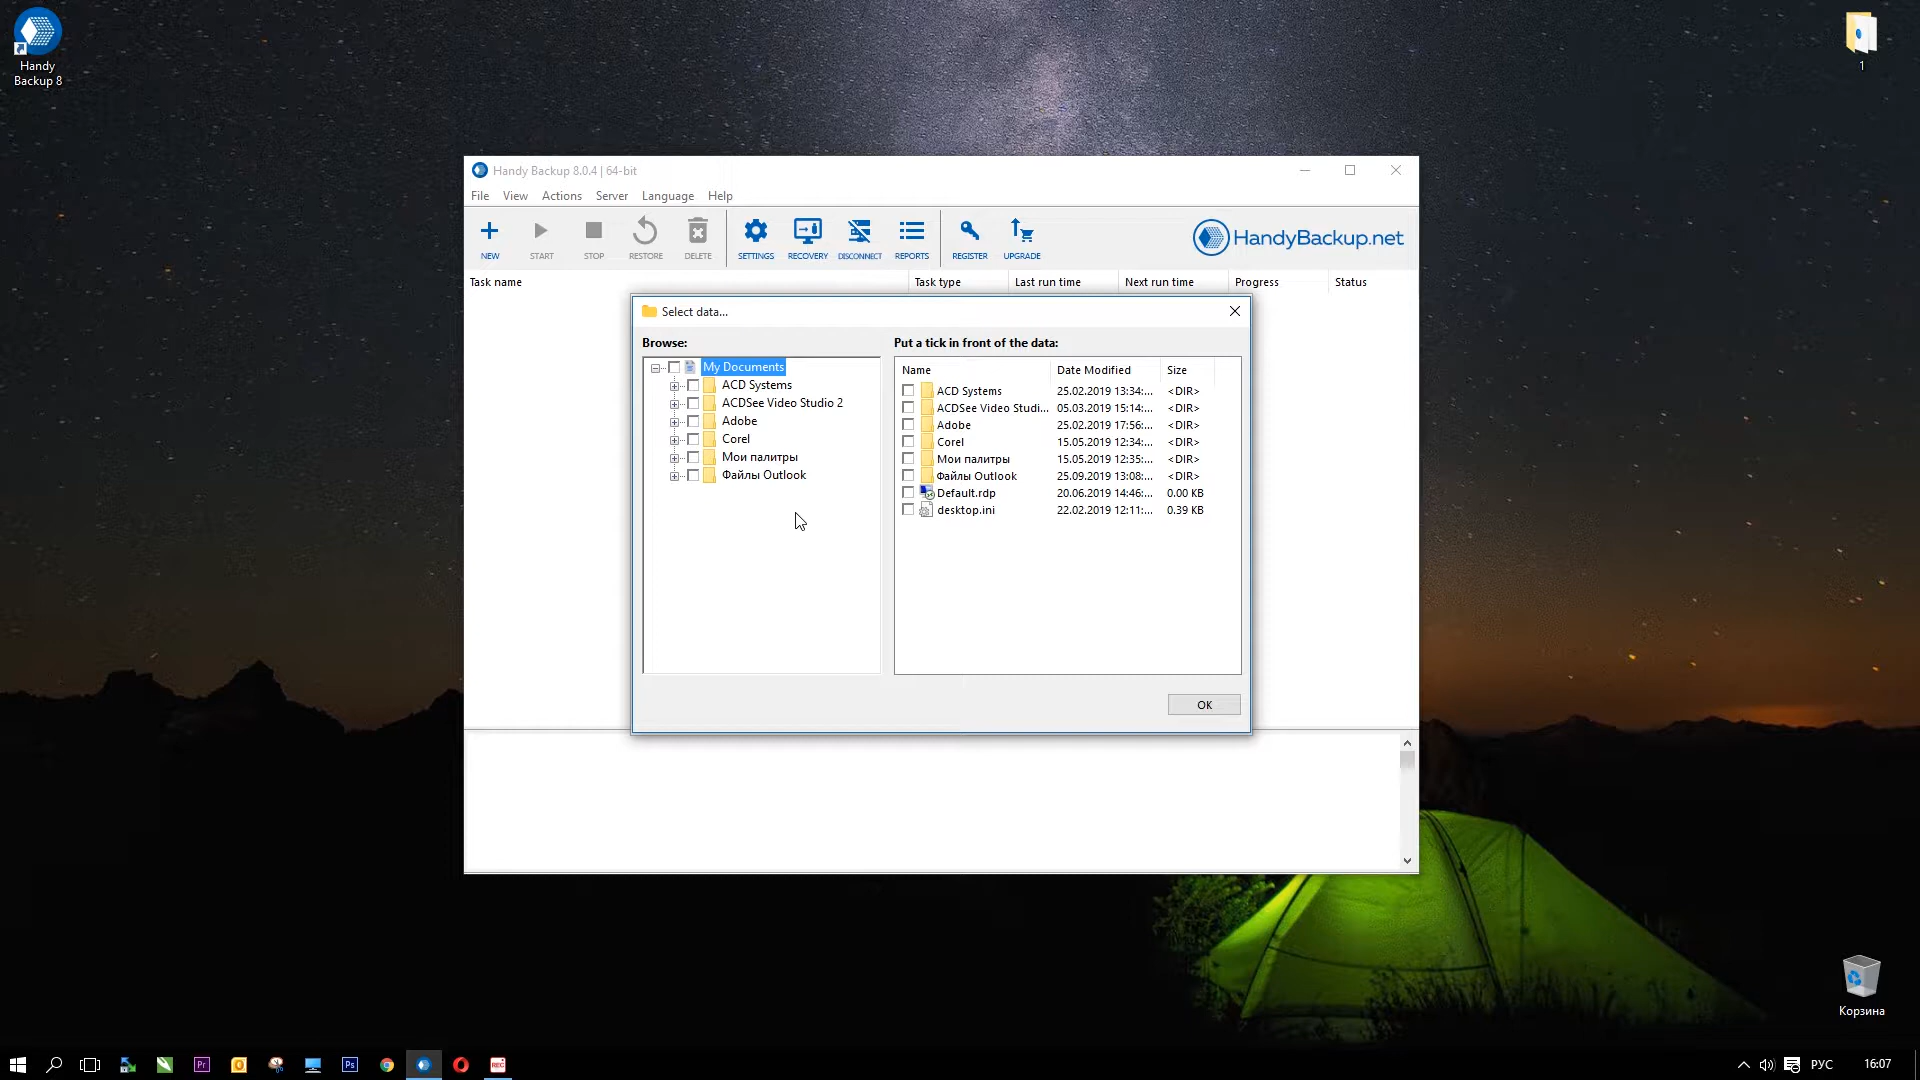 Handy
Backup 8
1
Handy Backup 8.0.4 | 64-bit
File View Actions Server Language Help
NEW START STOP RESTORE DELETE SETTINGS RECOVERY DISCONNECT REPORTS REGISTER UPGRADE
HandyBackup.net
Task name Task type Last run time Next run time Progress Status
Select data...
Browse:
My Documents
ACD Systems
ACDSee Video Studio 2
Adobe
Corel
Мои палитры
Файлы Outlook
Put a tick in front of the data:
Name Date Modified Size
ACD Systems 25.02.2019 13:34:... <DIR>
ACDSee Video Studi... 05.03.2019 15:14:... <DIR>
Adobe 25.02.2019 17:56:... <DIR>
Corel 15.05.2019 12:34:... <DIR>
Мои палитры 15.05.2019 12:35:... <DIR>
Файлы Outlook 25.09.2019 13:08:... <DIR>
Default.rdp 20.06.2019 14:46:... 0.00 KB
desktop.ini 22.02.2019 12:11:... 0.39 KB
OK
Корзина
Pr
Ps
REC
РУС
16:07